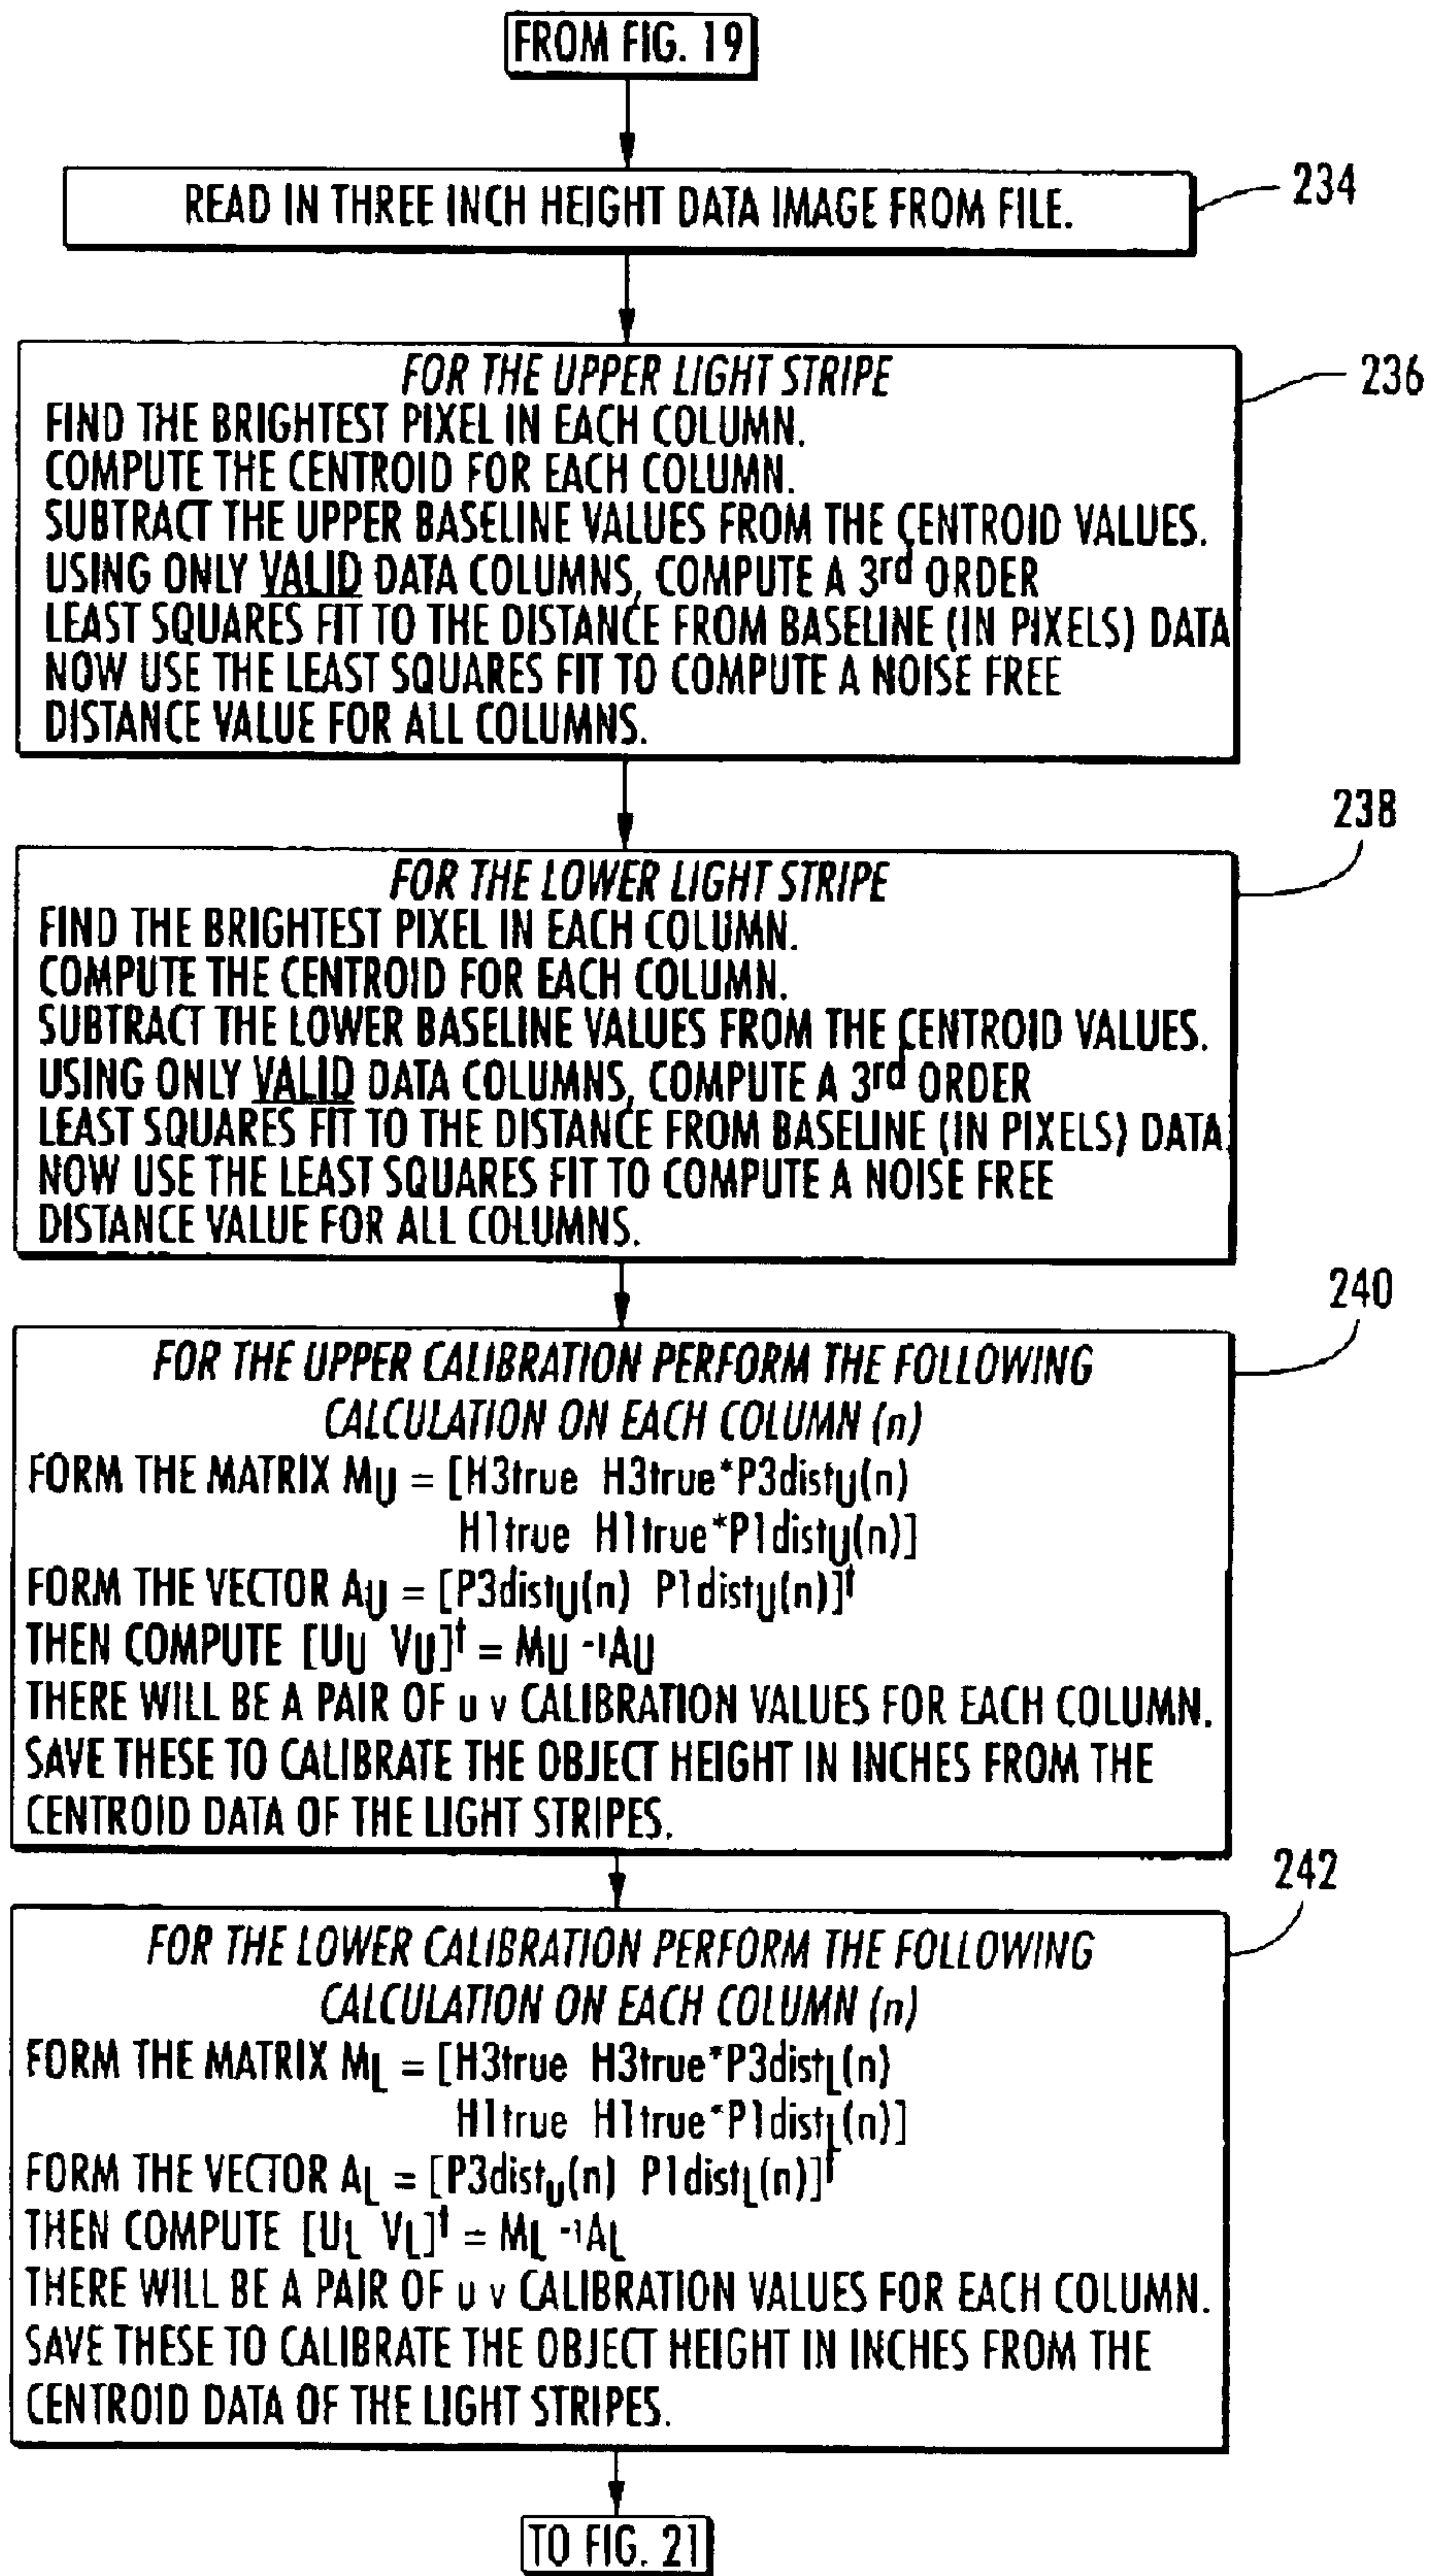 FROM FIG. 19
READ IN THREE INCH HEIGHT DATA IMAGE FROM FILE.
234
FOR THE UPPER LIGHT STRIPE
236
FIND THE BRIGHTEST PIXEL IN EACH COLUMN.
COMPUTE THE CENTROID FOR EACH COLUMN.
SUBTRACT THE UPPER BASELINE VALUES FROM THE CENTROID VALUES.
USING ONLY VALID DATA COLUMNS, COMPUTE A 3rd ORDER
LEAST SQUARES FIT TO THE DISTANCE FROM BASELINE (IN PIXELS) DATA
NOW USE THE LEAST SQUARES FIT TO COMPUTE A NOISE FREE
DISTANCE VALUE FOR ALL COLUMNS.
238
FOR THE LOWER LIGHT STRIPE
FIND THE BRIGHTEST PIXEL IN EACH COLUMN.
COMPUTE THE CENTROID FOR EACH COLUMN.
SUBTRACT THE LOWER BASELINE VALUES FROM THE CENTROID VALUES.
USING ONLY VALID DATA COLUMNS, COMPUTE A 3rd ORDER
LEAST SQUARES FIT TO THE DISTANCE FROM BASELINE (IN PIXELS) DATA.
NOW USE THE LEAST SQUARES FIT TO COMPUTE A NOISE FREE
DISTANCE VALUE FOR ALL COLUMNS.
240
FOR THE UPPER CALIBRATION PERFORM THE FOLLOWING
CALCULATION ON EACH COLUMN (n)
FORM THE MATRIX MU = [H3true H3true*P3distU(n)
H1true H1true*P1distU(n)]
FORM THE VECTOR AU = [P3distU(n) P1distU(n)]t
THEN COMPUTE [UU VU]t = MU -1AU
THERE WILL BE A PAIR OF u v CALIBRATION VALUES FOR EACH COLUMN.
SAVE THESE TO CALIBRATE THE OBJECT HEIGHT IN INCHES FROM THE
CENTROID DATA OF THE LIGHT STRIPES.
242
FOR THE LOWER CALIBRATION PERFORM THE FOLLOWING
CALCULATION ON EACH COLUMN (n)
FORM THE MATRIX ML = [H3true H3true*P3distL(n)
H1true H1true*P1distL(n)]
FORM THE VECTOR AL = [P3distU(n) P1distL(n)]t
THEN COMPUTE [UL VL]t = ML -1AL
THERE WILL BE A PAIR OF u v CALIBRATION VALUES FOR EACH COLUMN.
SAVE THESE TO CALIBRATE THE OBJECT HEIGHT IN INCHES FROM THE
CENTROID DATA OF THE LIGHT STRIPES.
TO FIG. 21